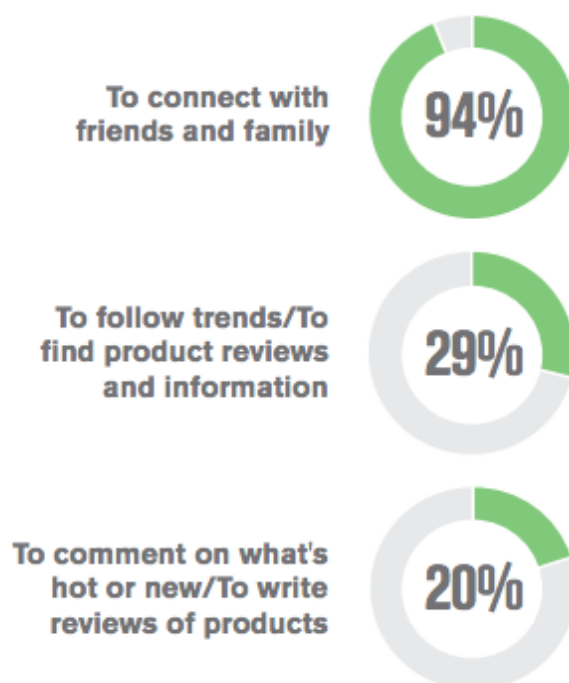 To connect with
friends and family
94%
To follow trends/To
find product reviews
and information
29%
To comment on what's
hot or new/To write
reviews of products
20%